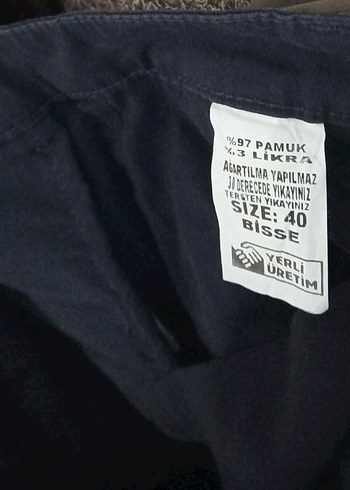 %97 PAMUK
%3 LİKRA
AĞARTILMA YAPILMAZ
30 DERECEDE YIKAYINIZ
TERSTEN YIKAYINIZ
SIZE: 40
BİSSE
YERLİ
ÜRETİM